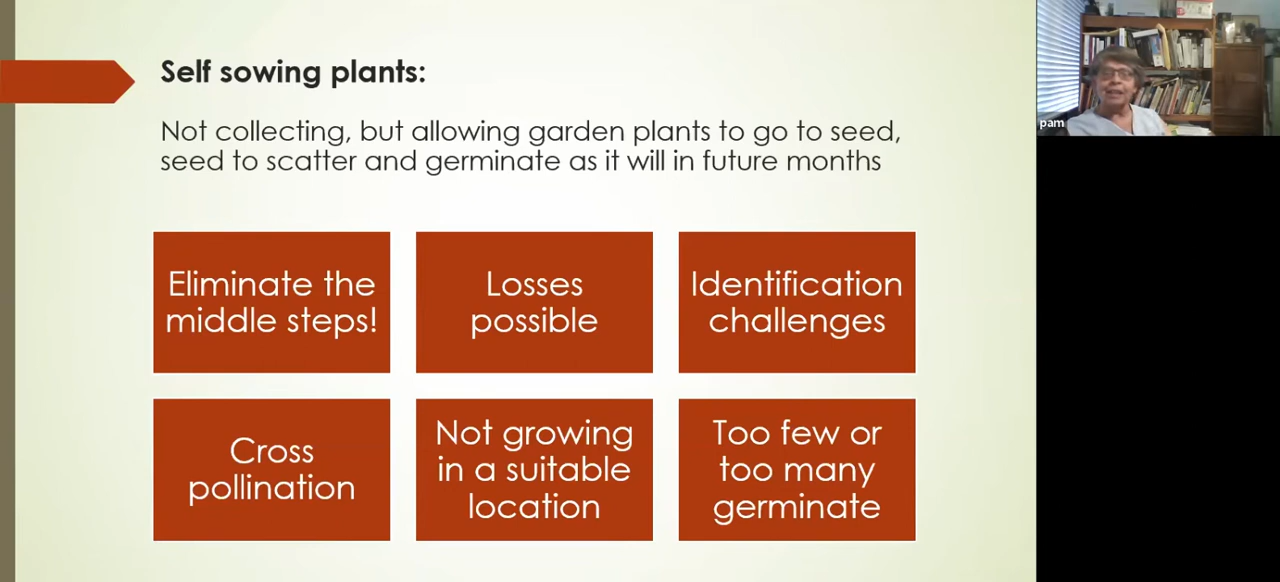 Self sowing plants:
Not collecting, but allowing garden plants to go to seed,
seed to scatter and germinate as it will in future months
Eliminate the
middle steps!
Losses
possible
Identification
challenges
Cross
pollination
Not growing
in a suitable
location
Too few or
too many
germinate
pam